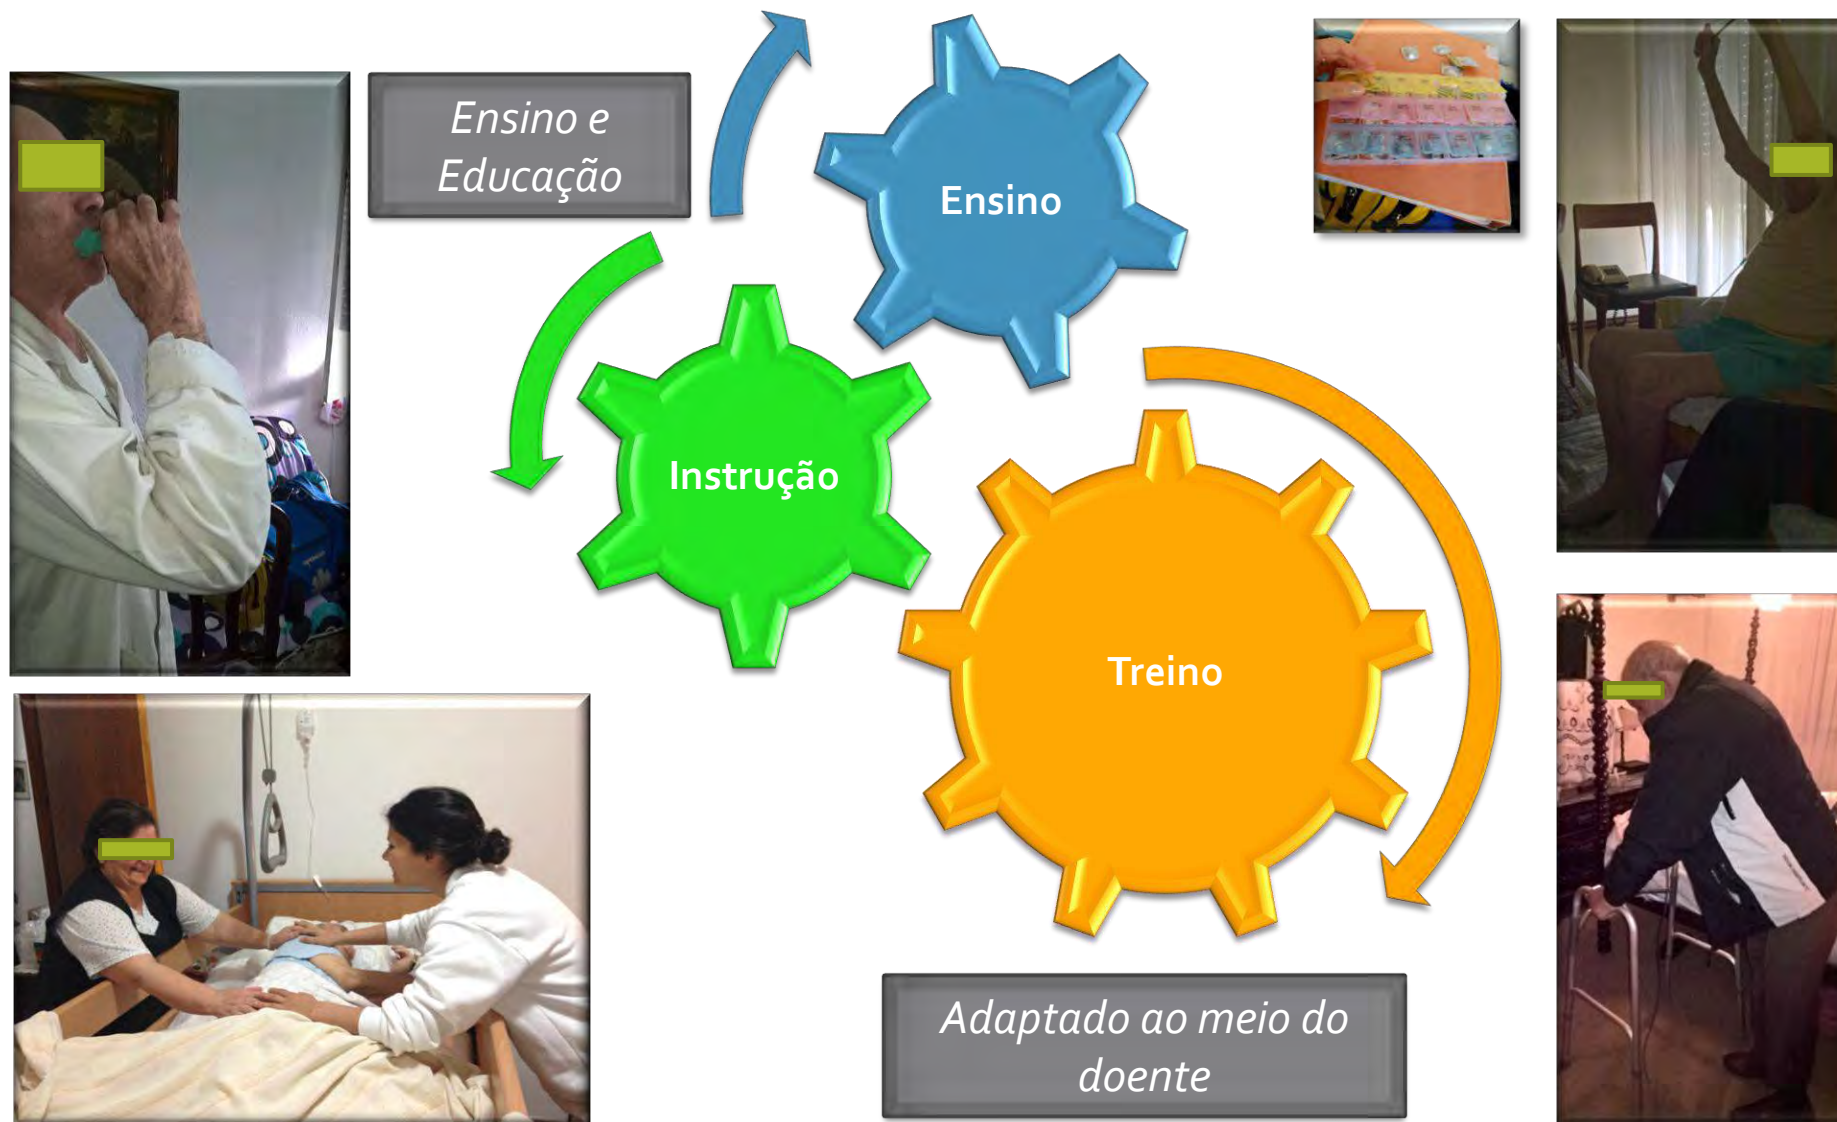 Ensino e
Educação
Ensino
Instrução
Treino
Adaptado ao meio do
doente